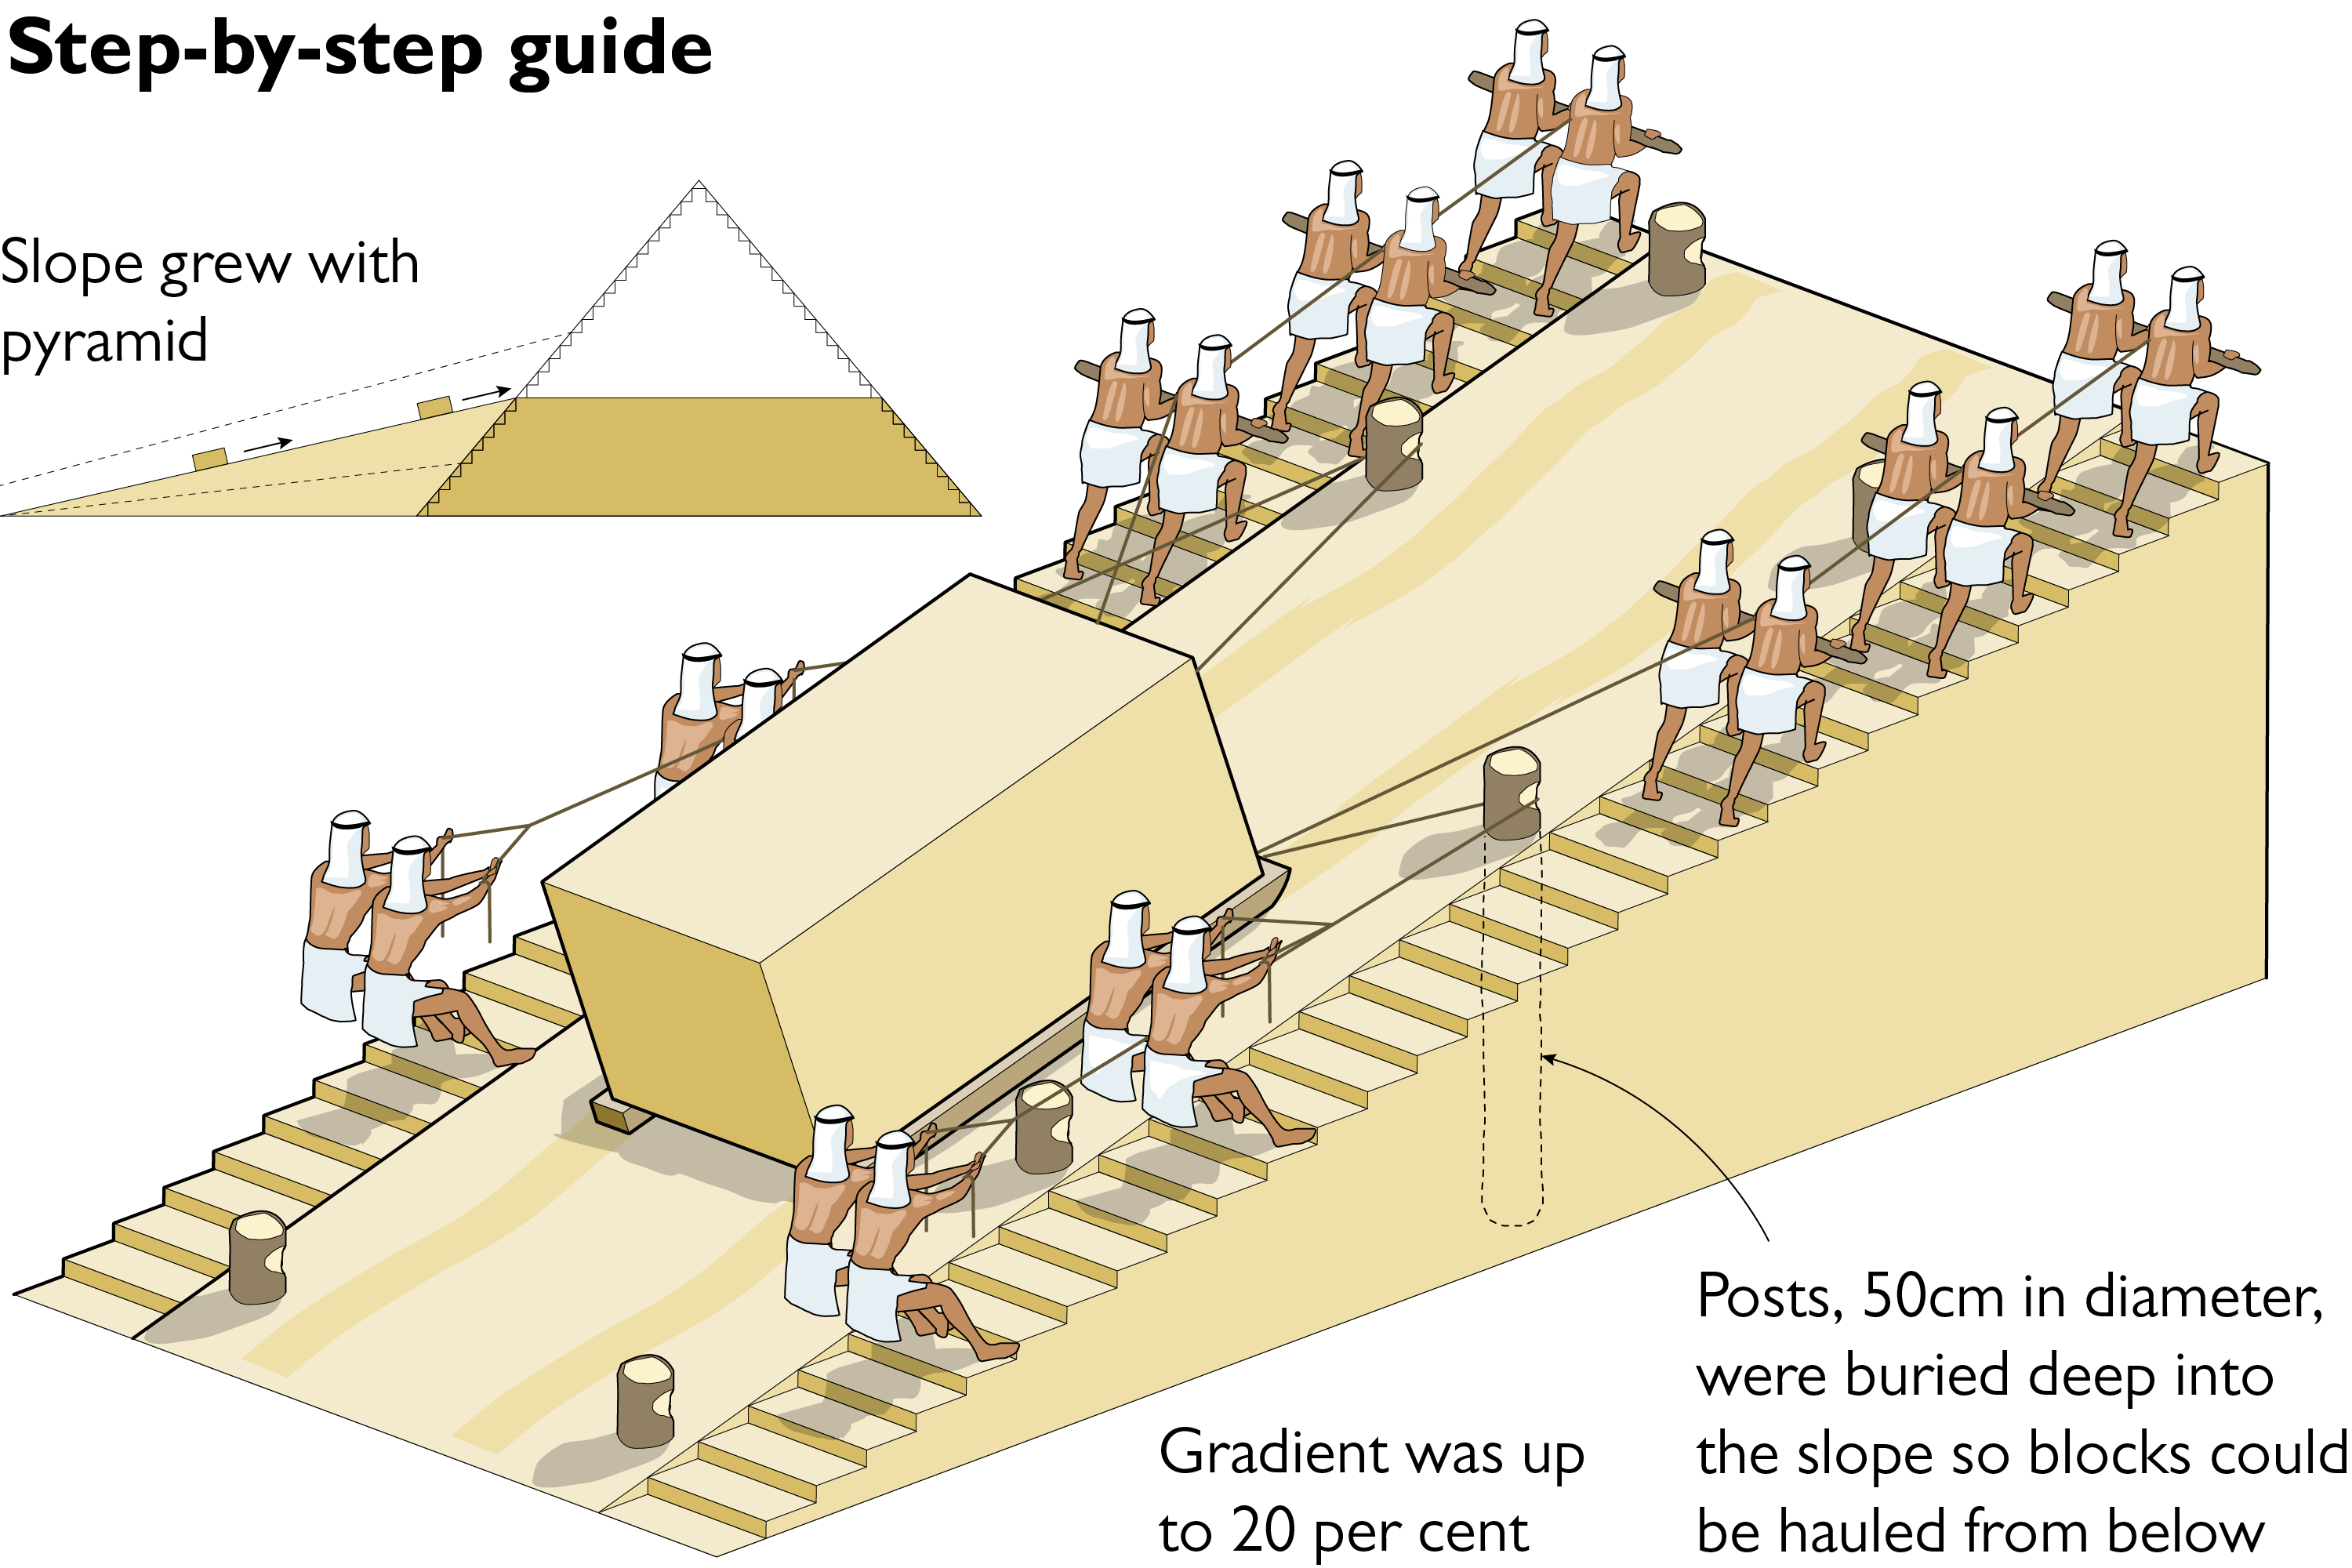 Step-by-step guide
Slope grew with
pyramid
Gradient was up
to 20 per cent
Posts, 50cm in diameter,
were buried deep into
the slope so blocks could
be hauled from below